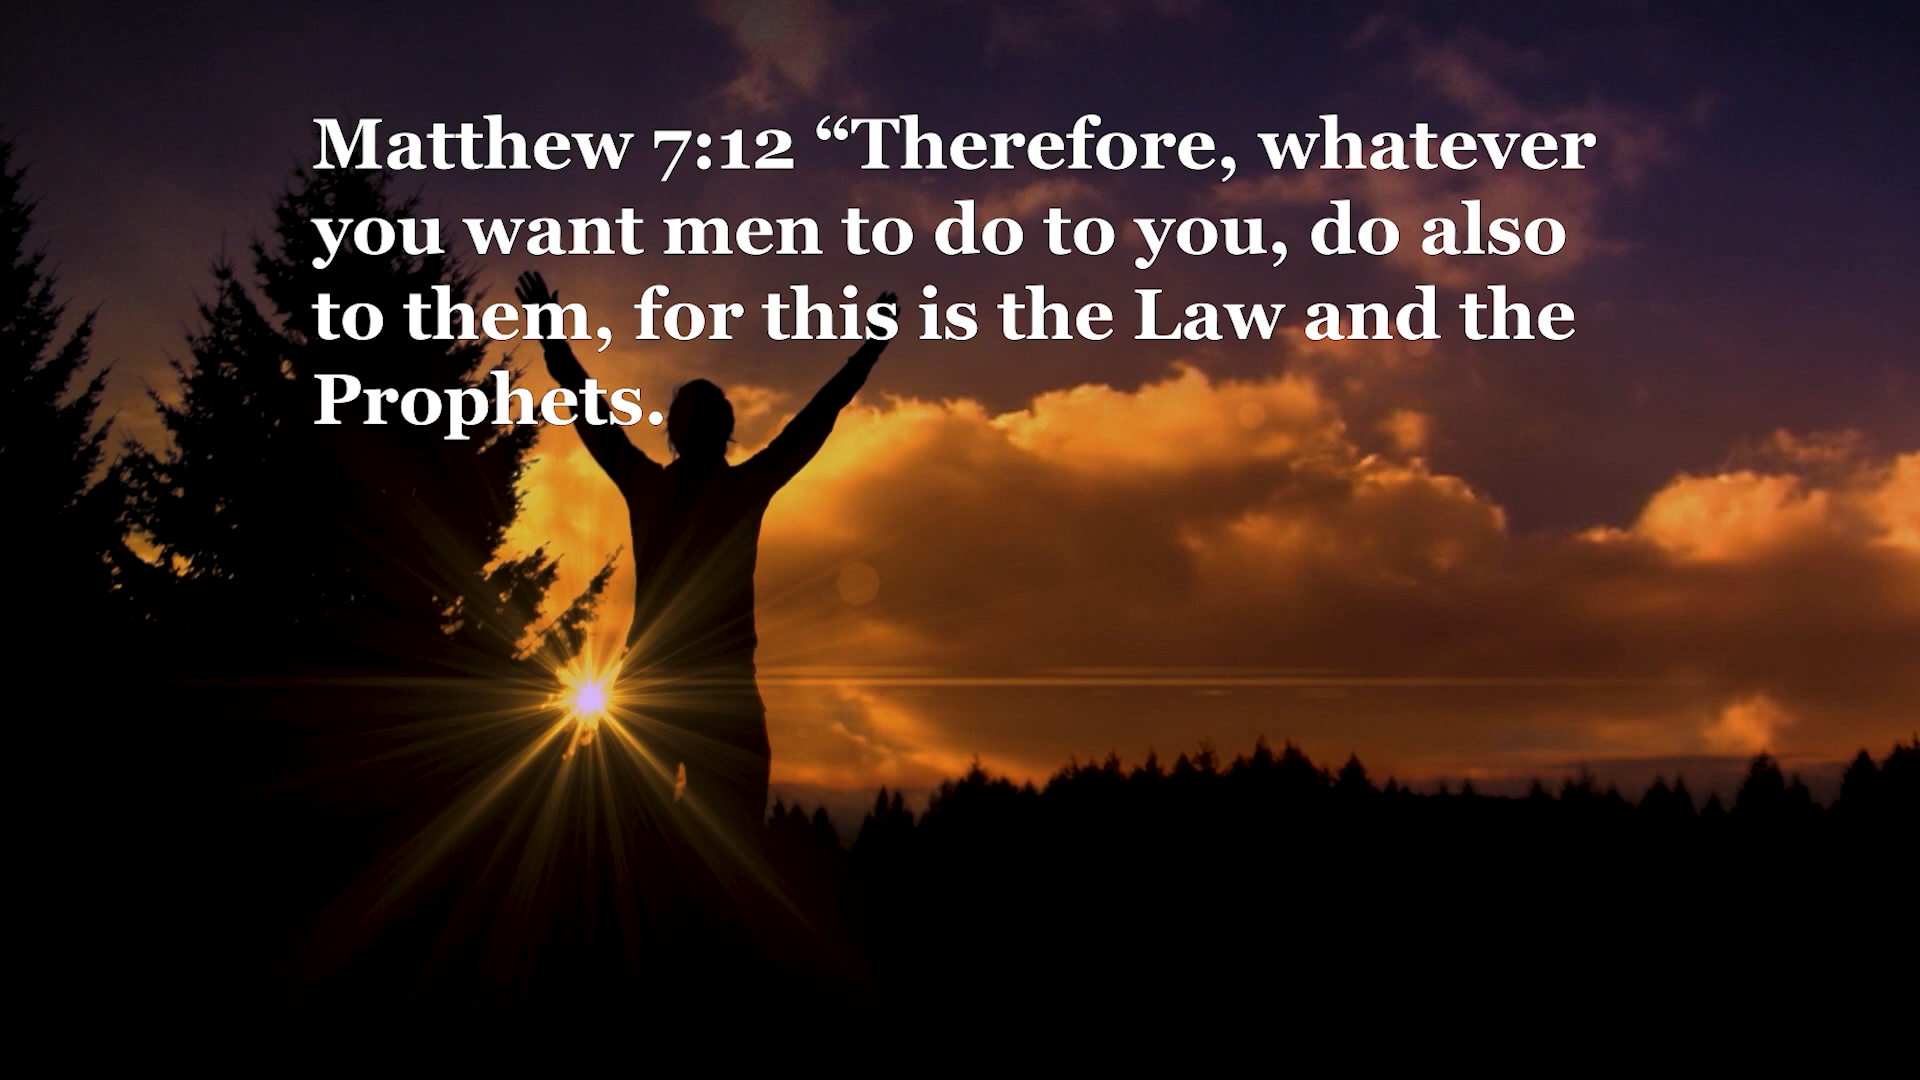 Matthew 7:12 “Therefore, whatever
you want men to do to you, do also
to them, for this is the Law and the
Prophets.